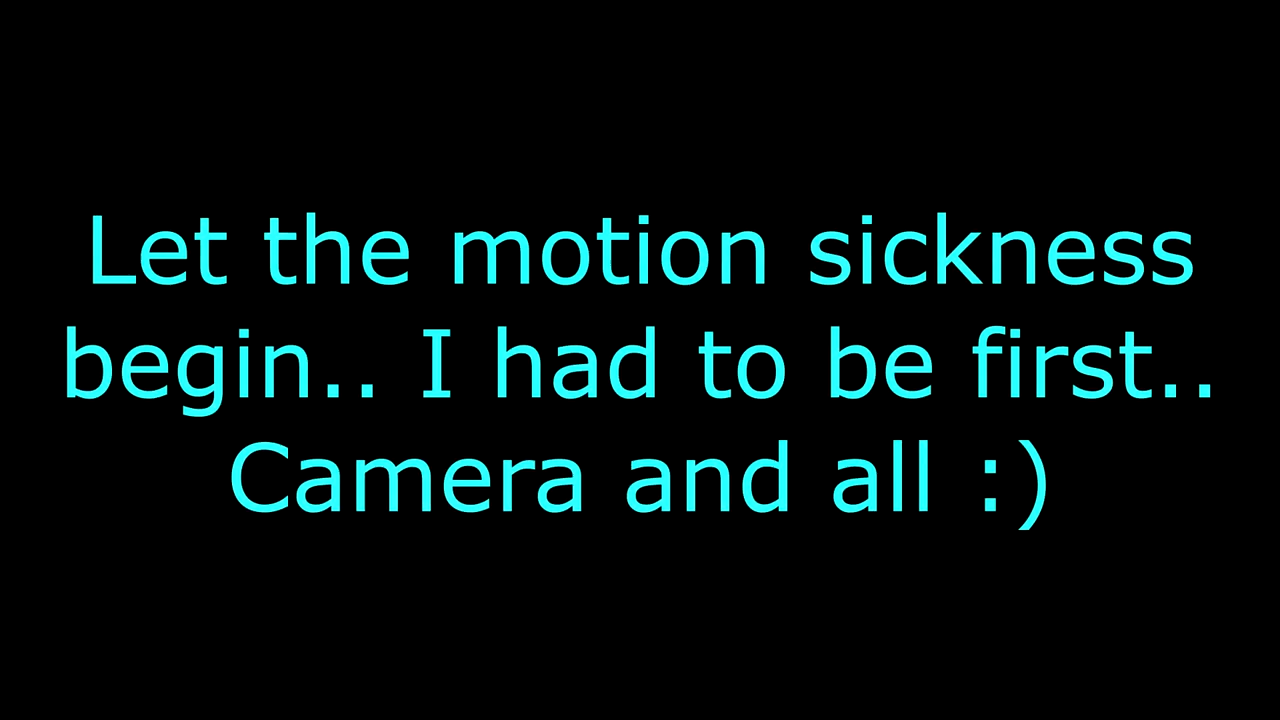 Let the motion sickness
begin.. I had to be first..
Camera and all :)